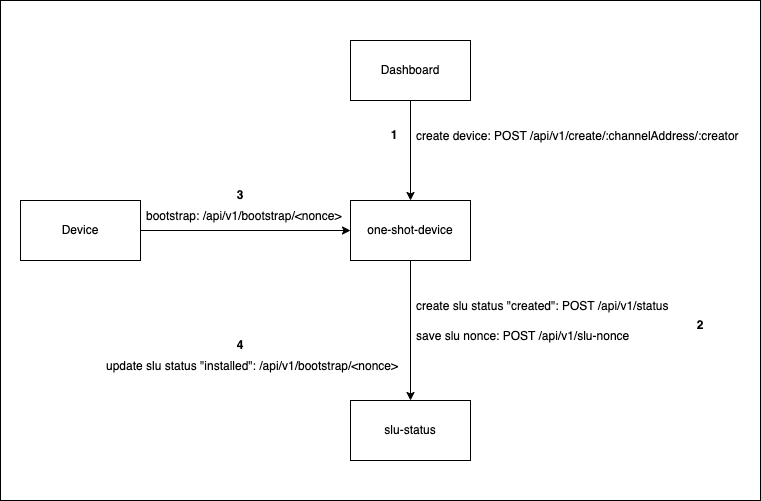 Dashboard
1
create device: POST /api/v1/create/:channelAddress/:creator
3
bootstrap: /api/v1/bootstrap/<nonce>
Device
one-shot-device
create slu status "created": POST /api/v1/status
2
save slu nonce: POST /api/v1/slu-nonce
4
update slu status "installed": /api/v1/bootstrap/<nonce>
slu-status